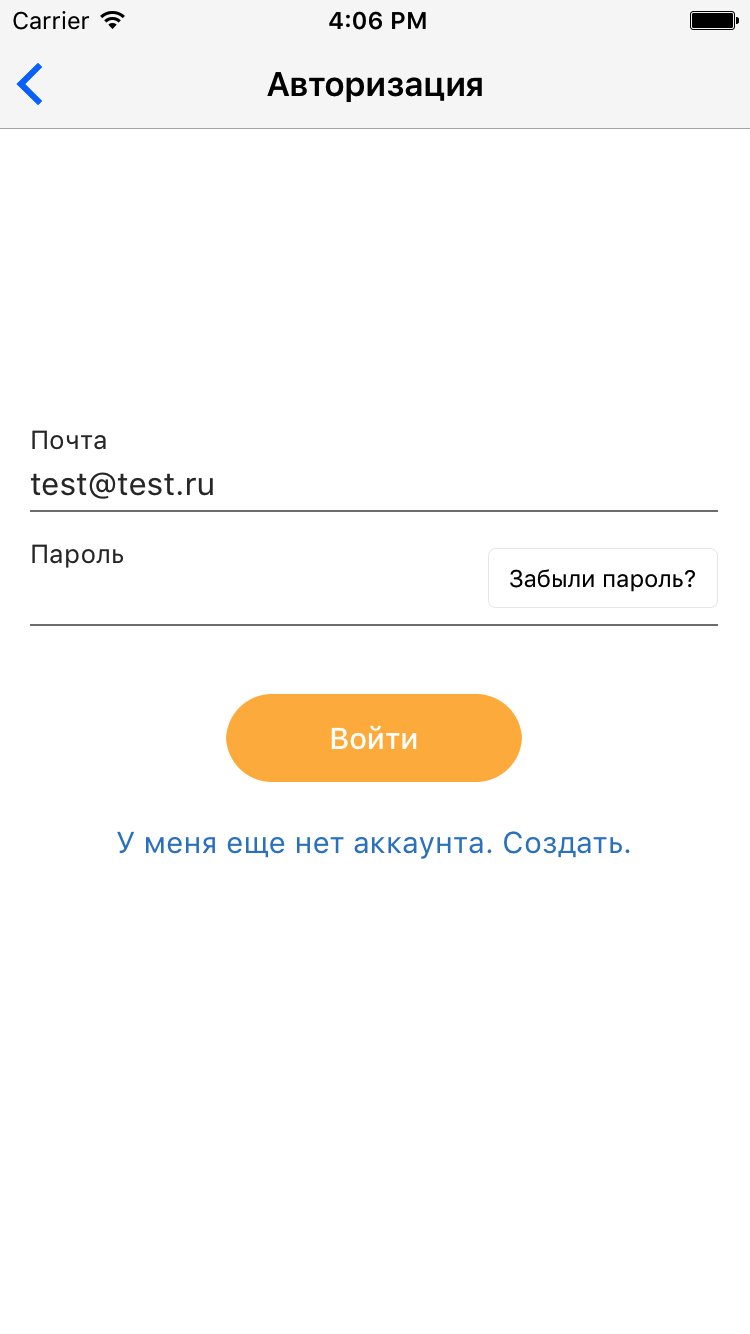 Carrier 4:06 PM
Авторизация
Почта
test@test.ru
Пароль
Забыли пароль?
Войти
У меня еще нет аккаунта. Создать.